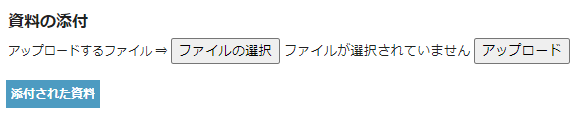 資料の添付
アップロードするファイル ⇒ ファイルの選択 ファイルが選択されていません アップロード
添付された資料